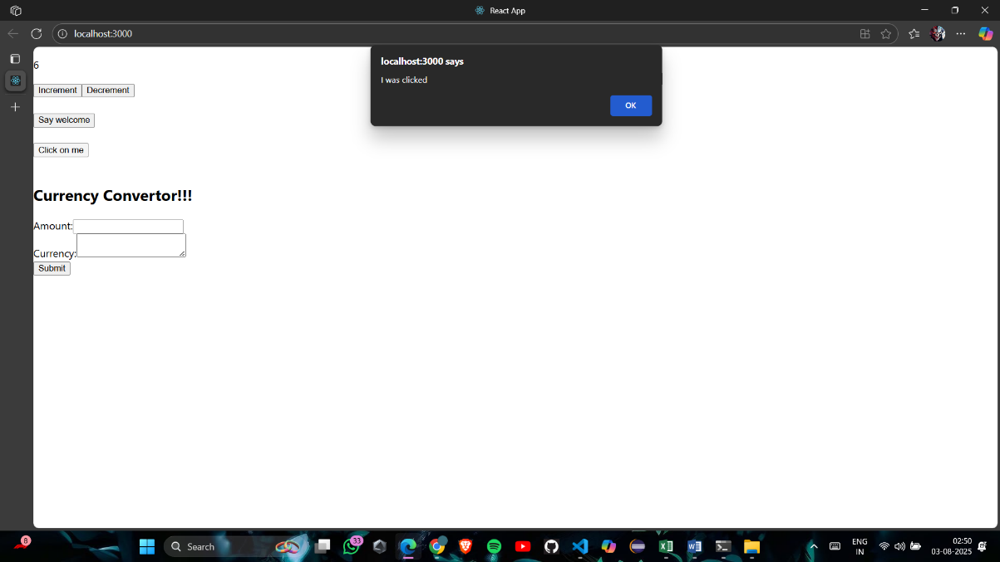 React App
localhost:3000
localhost:3000 says
I was clicked
OK
6
Increment Decrement
Say welcome
Click on me
Currency Convertor!!!
Amount:
Currency:
Submit
8
Search
33
ENG
IN
02:50
03-08-2025